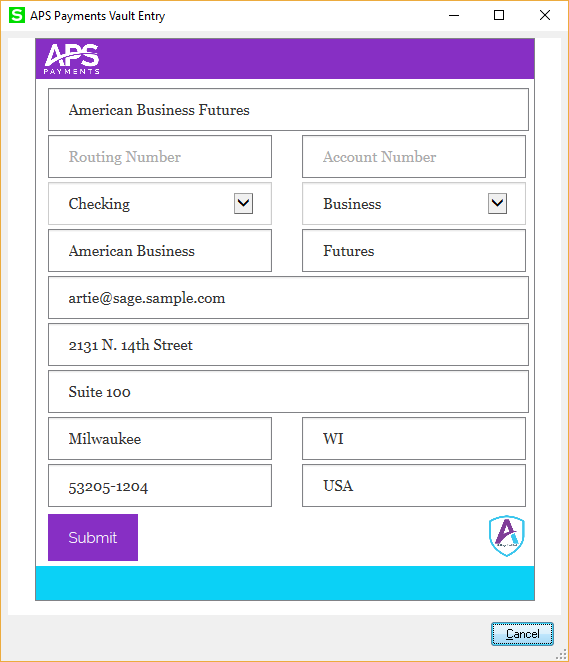 S APS Payments Vault Entry
APS
PAYMENTS
American Business Futures
Routing Number Account Number
Checking Business
American Business Futures
artie@sage.sample.com
2131 N. 14th Street
Suite 100
Milwaukee WI
53205-1204 USA
Submit
Cancel